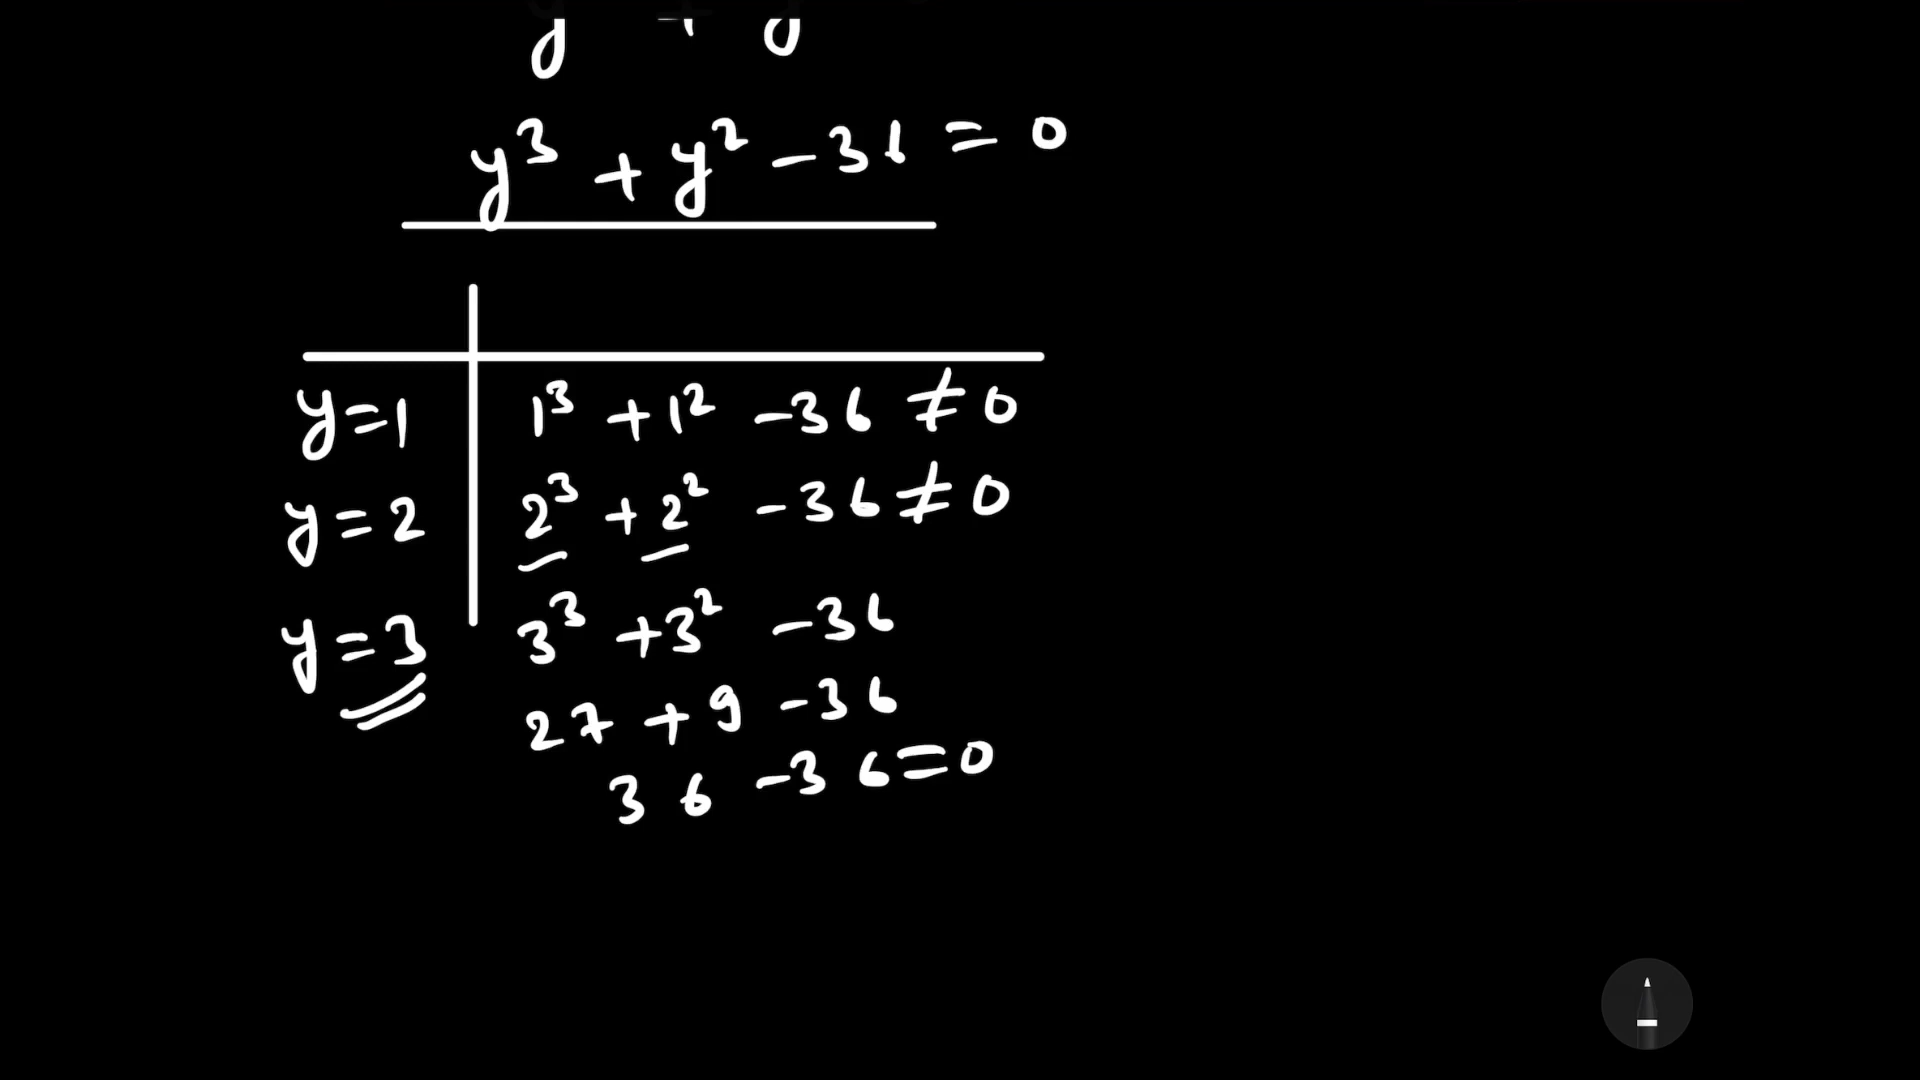 y + y
y³ + y² - 36 = 0
y=1 1³ + 1² - 36 ≠ 0
y=2 2³ + 2² - 36 ≠ 0
y=3 3³ + 3² - 36
27 + 9 - 36
36 - 36 = 0